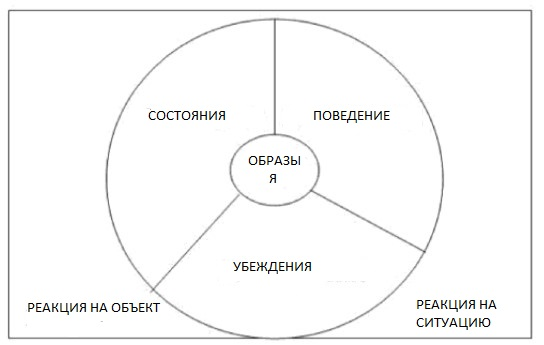 СОСТОЯНИЯ
ПОВЕДЕНИЕ
ОБРАЗЫ
Я
УБЕЖДЕНИЯ
РЕАКЦИЯ НА ОБЪЕКТ
РЕАКЦИЯ НА
СИТУАЦИЮ